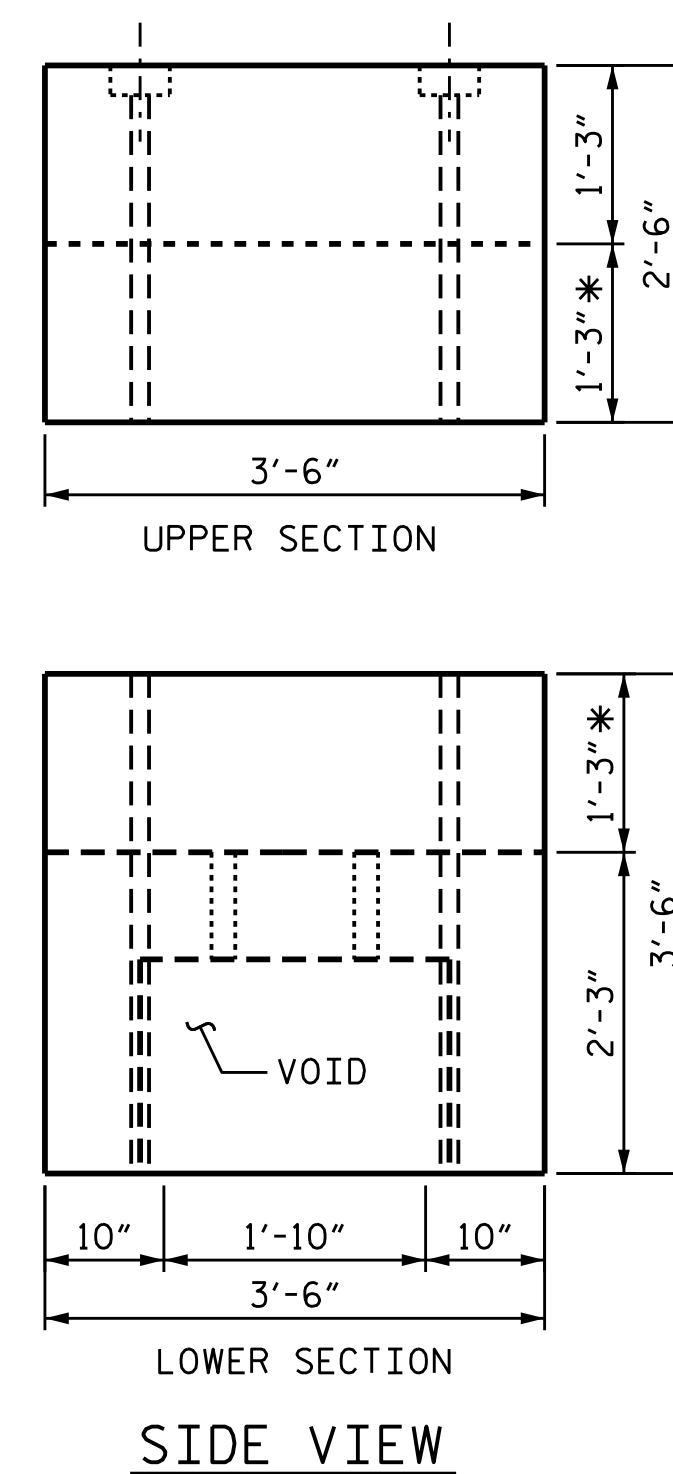 1'-3"
2'-6"
1'-3"*
3'-6"
UPPER SECTION
1'-3"*
3'-6"
2'-3"
VOID
10" 1'-10" 10"
3'-6"
LOWER SECTION
SIDE VIEW